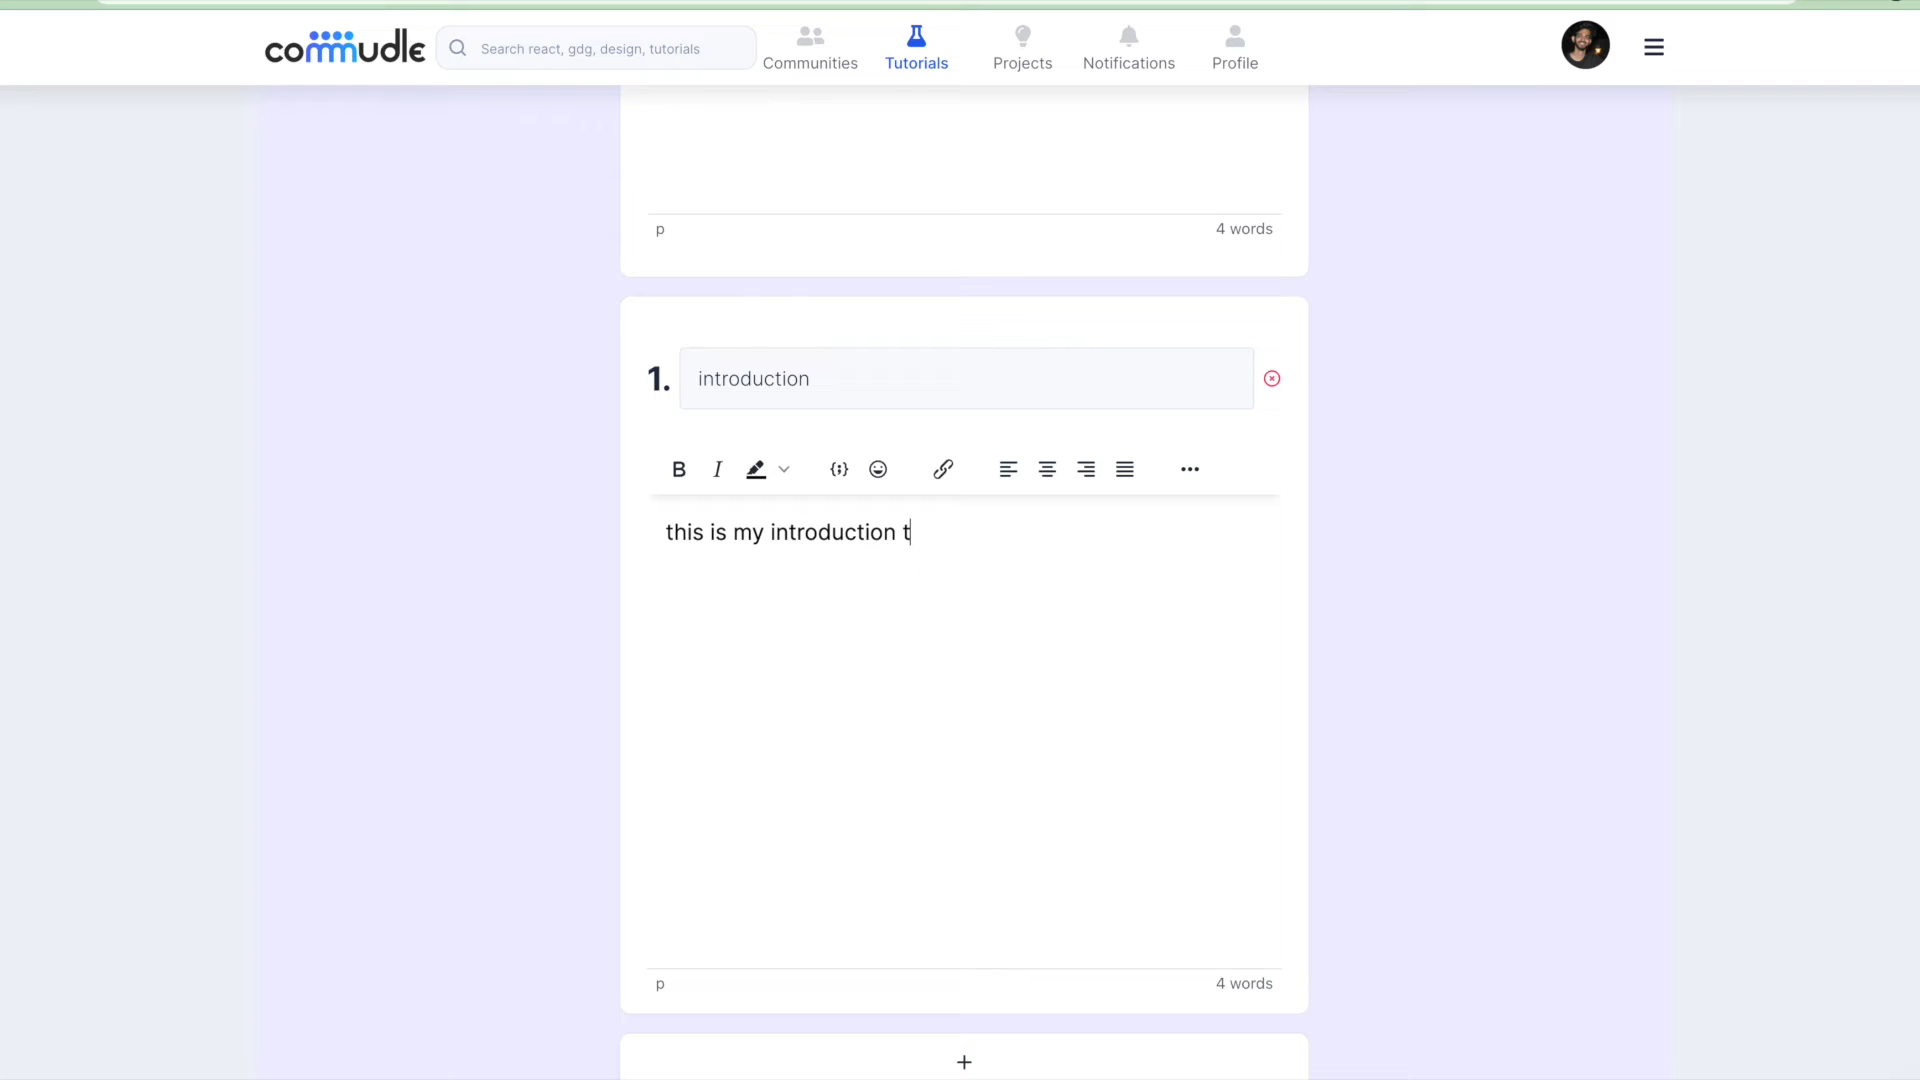 commudle
Search react, gdg, design, tutorials
Communities
Tutorials
Projects
Notifications
Profile
p
4 words
1.
introduction
B I
this is my introduction t
p
4 words
+